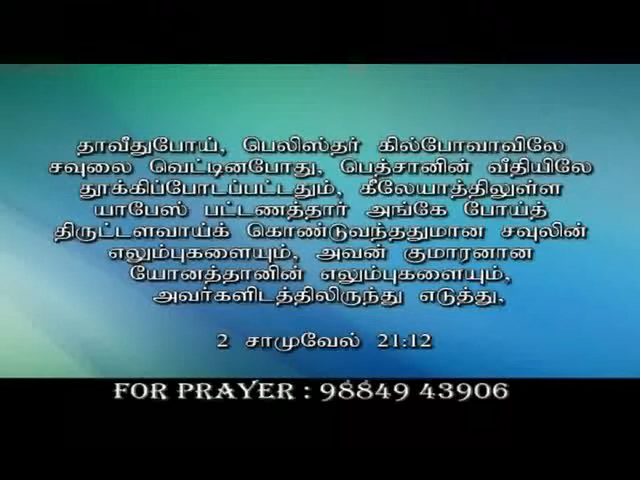 தாவீதுபோய், பெலிஸ்தர் கில்போவாவிலே
சவுலை வெட்டினபோது, பெத்சானின் வீதியிலே
தூக்கிப்போடப்பட்டதும், கீலேயாத்திலுள்ள
யாபேஸ் பட்டணத்தார் அங்கே போய்த்
திருட்டளவாய்க் கொண்டுவந்ததுமான சவுலின்
எலும்புகளையும், அவன் குமாரனான
யோனத்தானின் எலும்புகளையும்,
அவர்களிடத்திலிருந்து எடுத்து,
2 சாமுவேல் 21:12
FOR PRAYER : 98849 43906